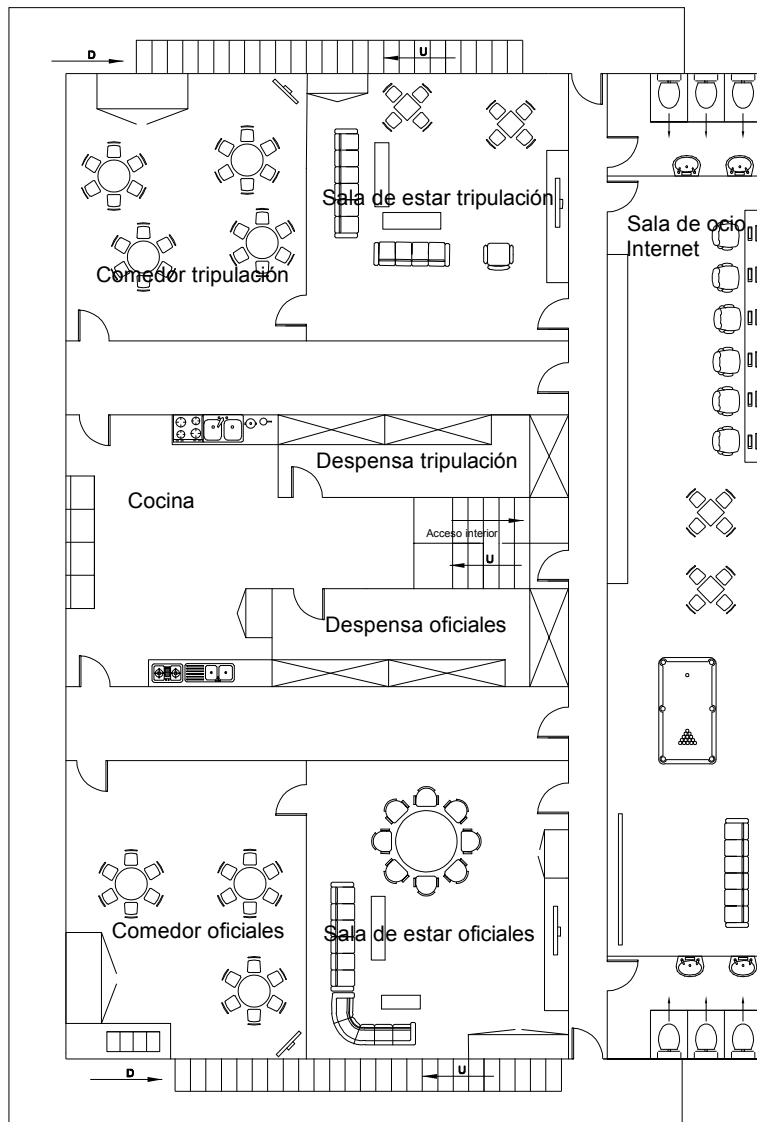 D
U
Sala de estar tripulación
Sala de ocio
Internet
Comedor tripulación
Despensa tripulación
Cocina
Acceso interior
U
Despensa oficiales
Comedor oficiales
Sala de estar oficiales
D
U